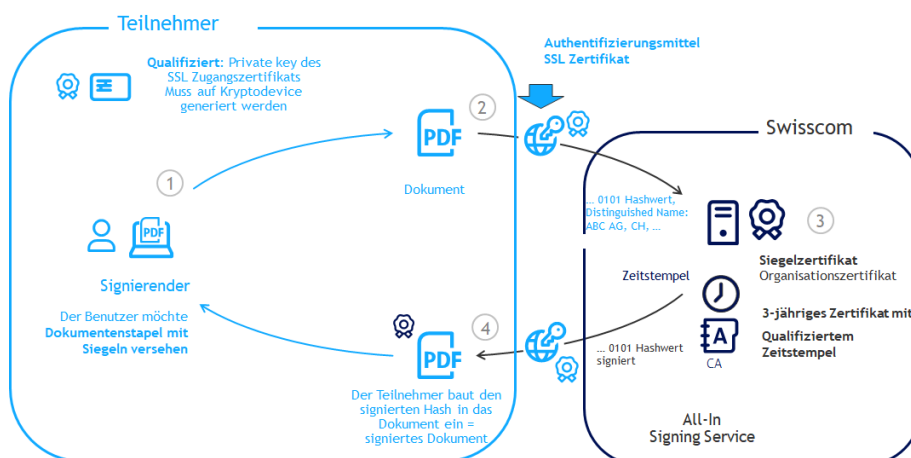 Teilnehmer
Qualifiziert: Private key des
SSL Zugangszertifikats
Muss auf Kryptodevice
generiert werden
Authentifizierungsmittel
SSL Zertifikat
2
PDF
Dokument
Swisscom
1
PDF
Signierender
Der Benutzer möchte
Dokumentenstapel mit
Siegeln versehen
... 0101 Hashwert,
Distinguished Name:
ABC AG, CH, ...
3
Siegelzertifikat
Organisationszertifikat
Zeitstempel
3-jähriges Zertifikat mit
Qualifiziertem
Zeitstempel
A
CA
4
PDF
... 0101 Hashwert
signiert
Der Teilnehmer baut den
signierten Hash in das
Dokument ein =
signiertes Dokument
All-In
Signing Service